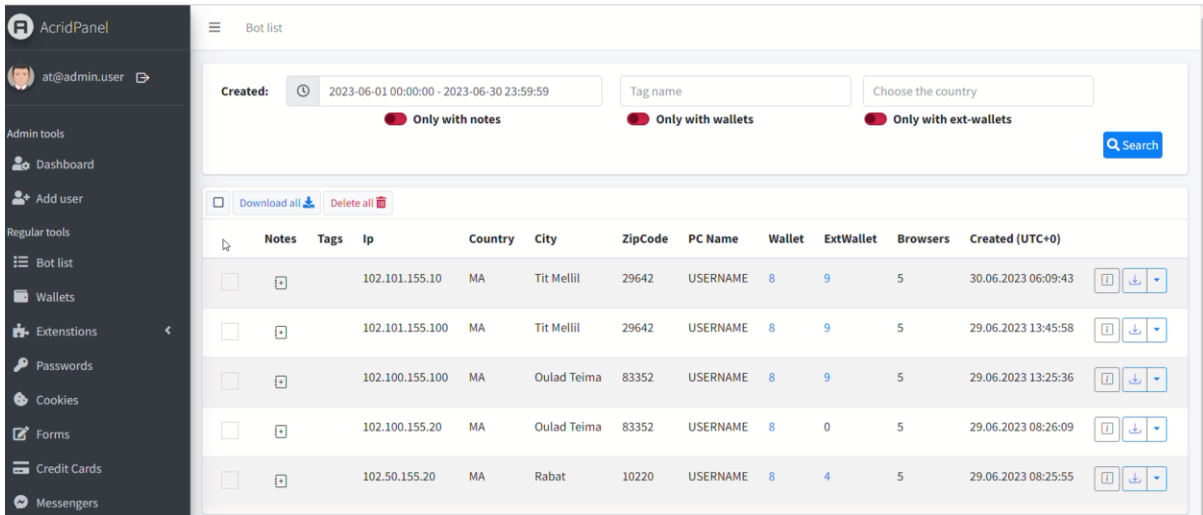 A AcridPanel
Bot list
at@admin.user
Created: 2023-06-01 00:00:00 - 2023-06-30 23:59:59 Tag name Choose the country
Only with notes Only with wallets Only with ext-wallets
Search
Admin tools
Dashboard
Add user
Regular tools
Bot list
Wallets
Extenstions
Passwords
Cookies
Forms
Credit Cards
Messengers
Download all Delete all
Notes Tags Ip Country City ZipCode PC Name Wallet ExtWallet Browsers Created (UTC+0)
102.101.155.10 MA Tit Mellil 29642 USERNAME 8 9 5 30.06.2023 06:09:43
102.101.155.100 MA Tit Mellil 29642 USERNAME 8 9 5 29.06.2023 13:45:58
102.100.155.100 MA Oulad Teima 83352 USERNAME 8 9 5 29.06.2023 13:25:36
102.100.155.20 MA Oulad Teima 83352 USERNAME 8 0 5 29.06.2023 08:26:09
102.50.155.20 MA Rabat 10220 USERNAME 8 4 5 29.06.2023 08:25:55